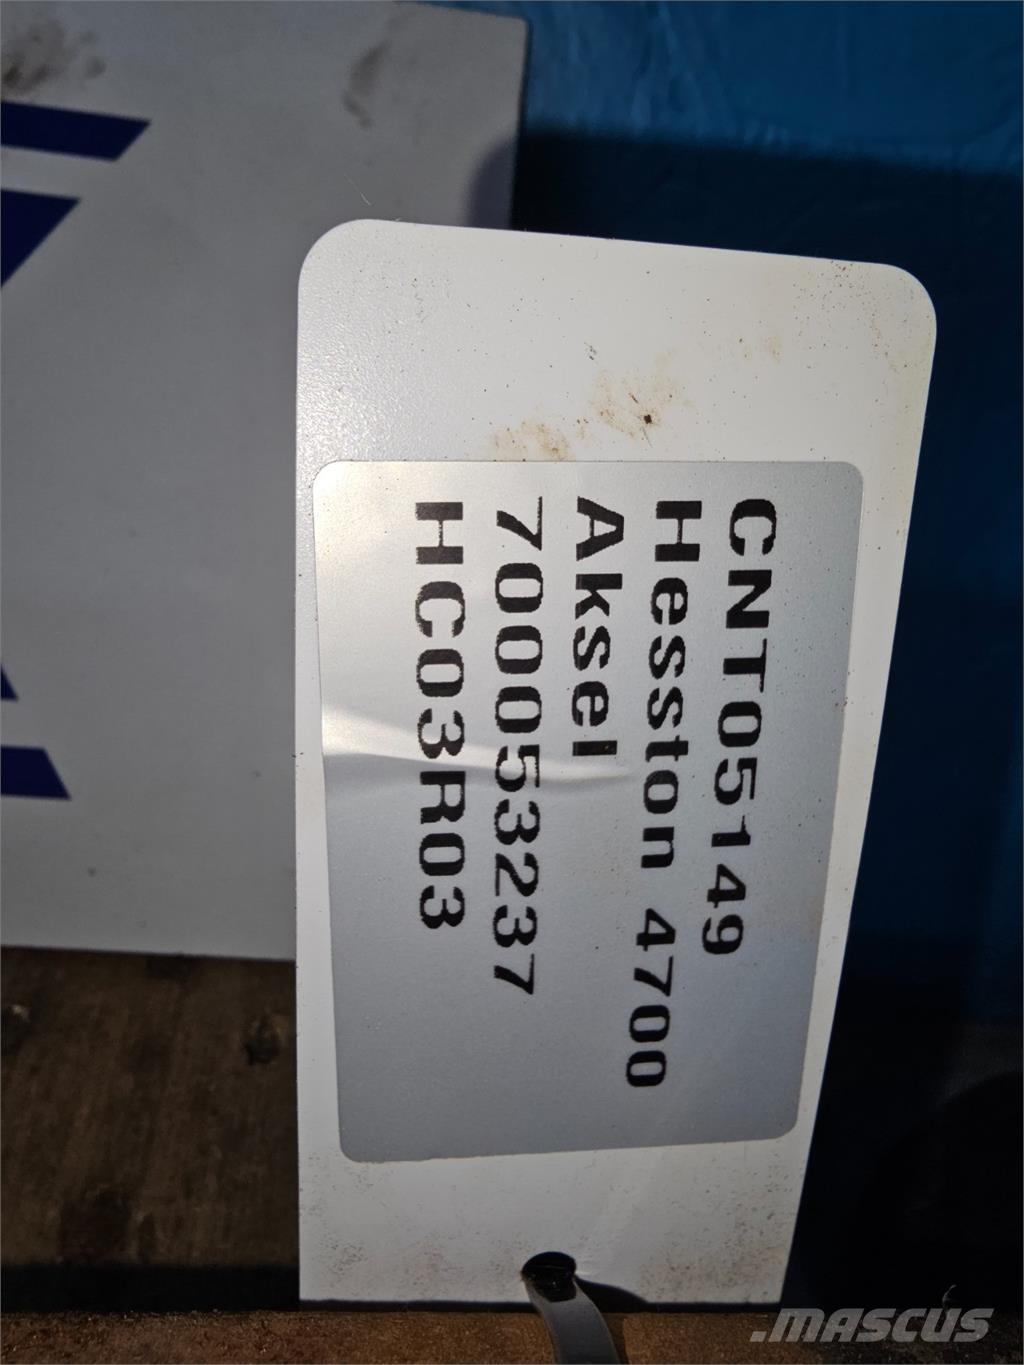 CNT05149
Hesston 4700
Aksel
700053237
HC03R03
MASCUS